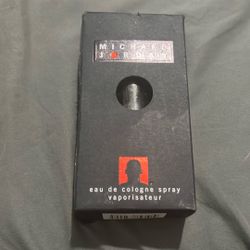 MICHAEL
JORDAN
eau de cologne spray
vaporisateur